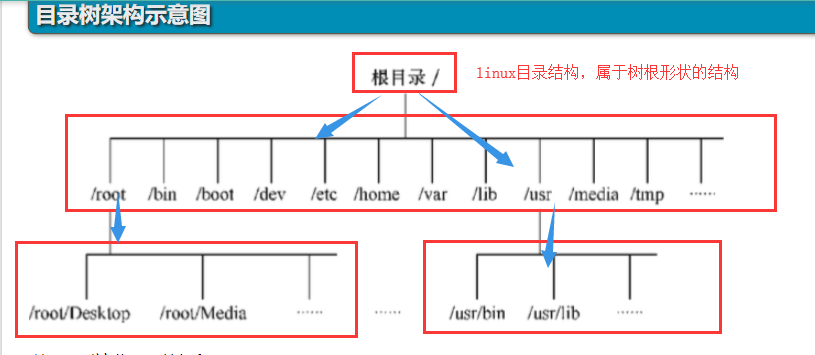 目录树架构示意图
根目录 /
linux目录结构，属于树根形状的结构
/root /bin /boot /dev /etc /home /var /lib /usr /media /tmp ······
/root/Desktop /root/Media ······ ······ /usr/bin /usr/lib ······